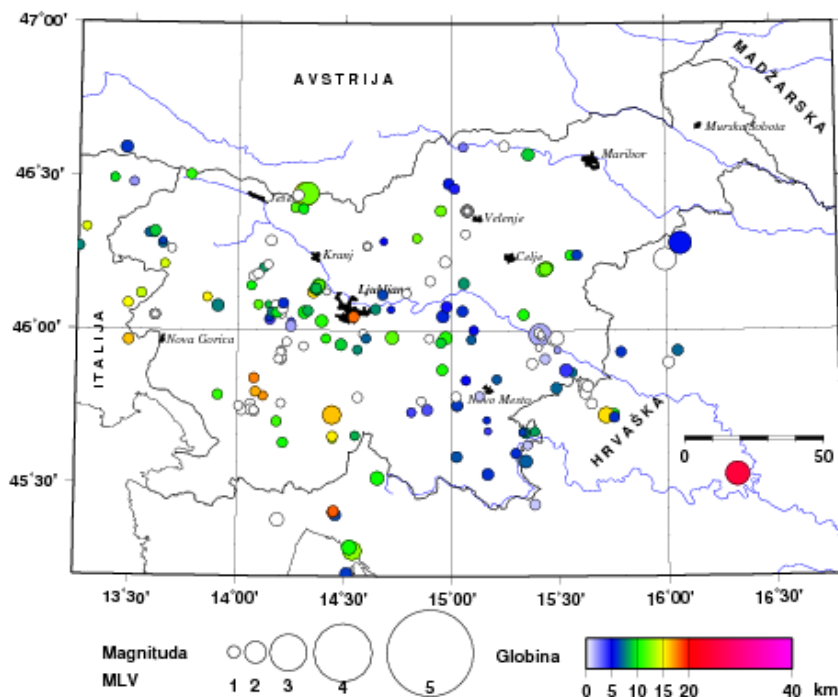 47°00'
AVSTRIJA
MADŽARSKA
Murska Sobota
Maribor
46°30'
Velenje
Kranj
Celje
Ljubljana
46°00'
Nova Gorica
ITALIJA
Novo Mesto
HRVAŠKA
0 50
45°30'
13°30' 14°00' 14°30' 15°00' 15°30' 16°00' 16°30'
Magnituda
MLV
1 2 3 4 5
Globina
0 5 10 15 20 40 km